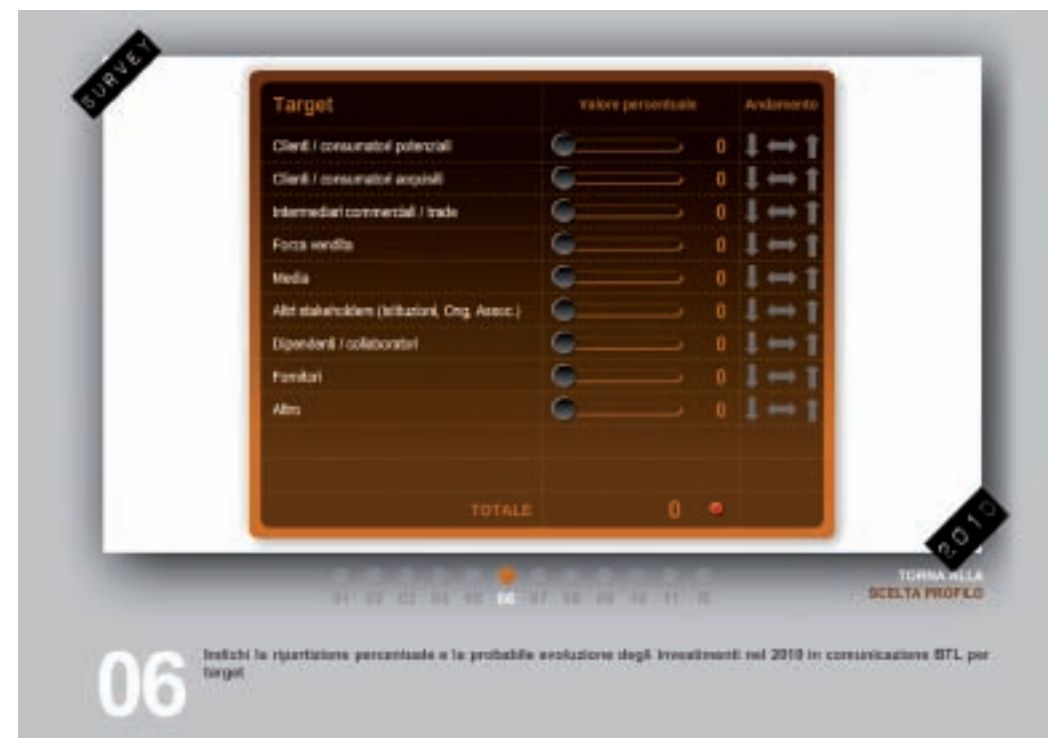 SURVEY
Target Valore percentuale Andamento
Clienti / consumatori potenziali 0
Clienti / consumatori acquisiti 0
Intermediari commerciali / trade 0
Forza vendita 0
Media 0
Altri stakeholders (Istituzioni, Ong, Assoc.) 0
Dipendenti / collaboratori 0
Fornitori 0
Altro 0
TOTALE 0
2010
01 02 03 04 05 06 07 08 09 10 11
TORNA ALLA
SCELTA PROFILO
06
Indichi la ripartizione percentuale e la probabile evoluzione degli investimenti nel 2010 in comunicazione BTL per
target